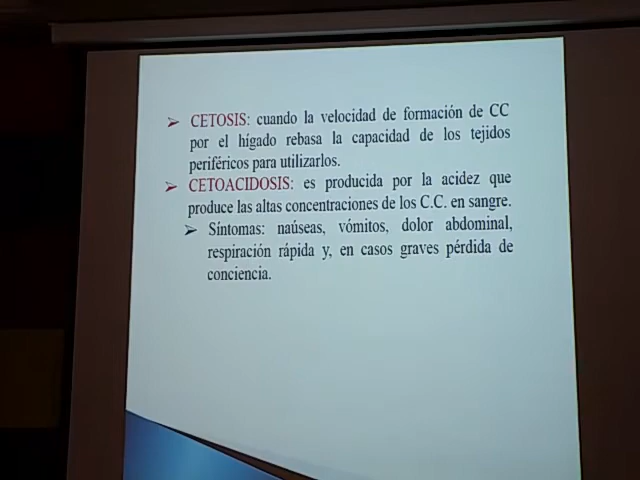 ➢ CETOSIS: cuando la velocidad de formación de CC
por el hígado rebasa la capacidad de los tejidos
periféricos para utilizarlos.
➢ CETOACIDOSIS: es producida por la acidez que
produce las altas concentraciones de los C.C. en sangre.
➢ Síntomas: naúseas, vómitos, dolor abdominal,
respiración rápida y, en casos graves pérdida de
conciencia.